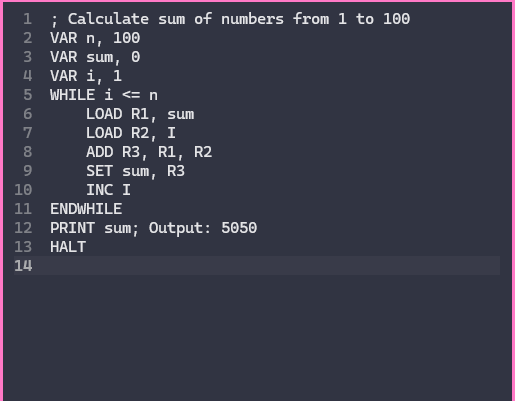 1 ; Calculate sum of numbers from 1 to 100
2 VAR n, 100
3 VAR sum, 0
4 VAR i, 1
5 WHILE i <= n
6     LOAD R1, sum
7     LOAD R2, I
8     ADD R3, R1, R2
9     SET sum, R3
10     INC I
11 ENDWHILE
12 PRINT sum; Output: 5050
13 HALT
14